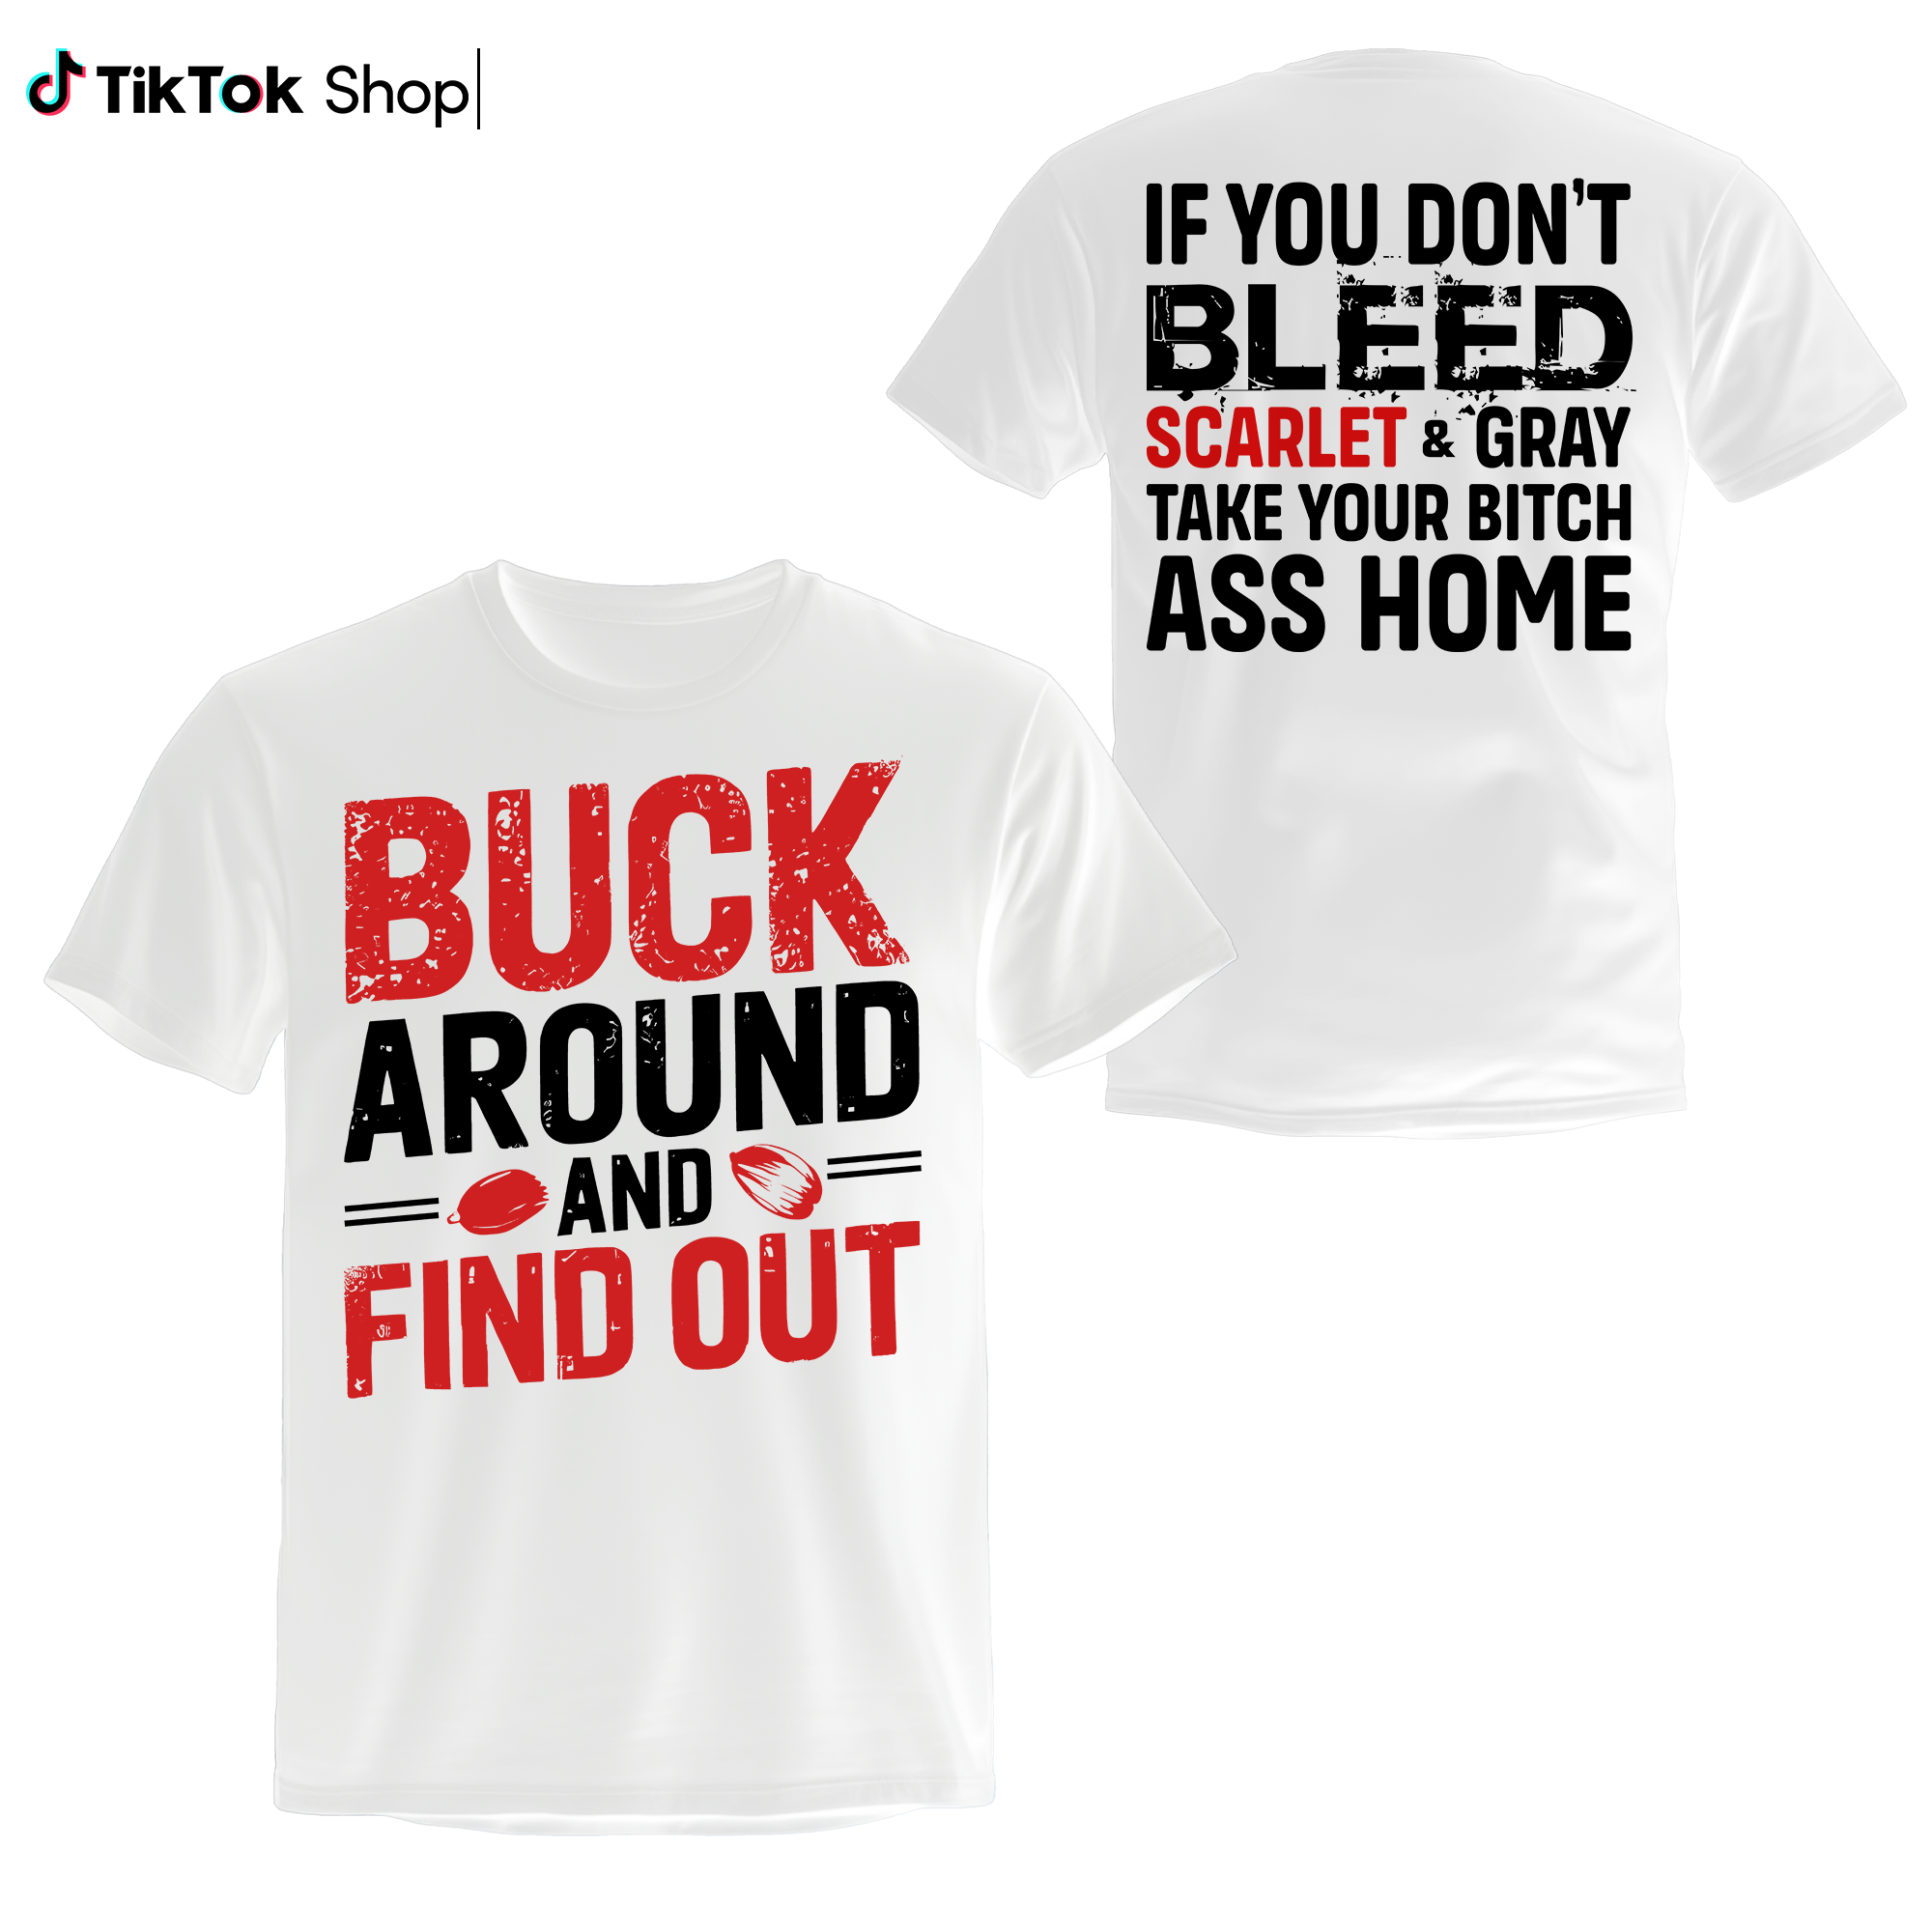 TikTok Shop
IF YOU DON'T
BLEED
SCARLET & GRAY
TAKE YOUR BITCH
ASS HOME
BUCK
AROUND
AND
FIND OUT